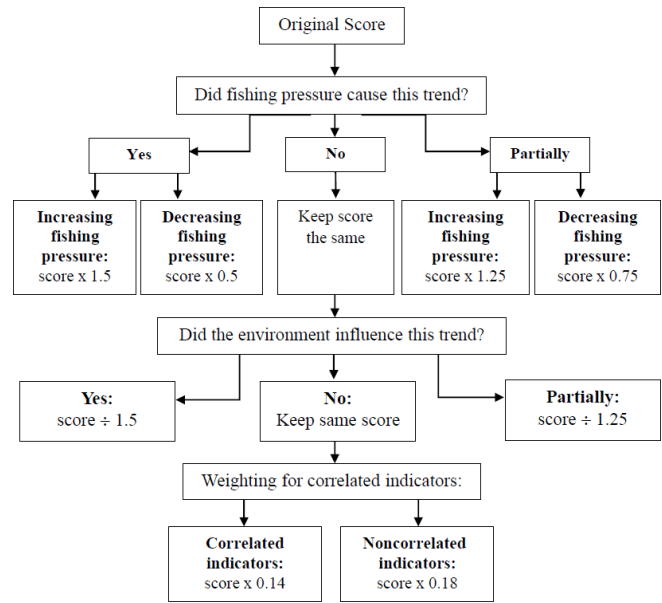 Original Score
Did fishing pressure cause this trend?
Yes
No
Partially
Increasing
fishing
pressure:
score x 1.5
Decreasing
fishing
pressure:
score x 0.5
Keep score
the same
Increasing
fishing
pressure:
score x 1.25
Decreasing
fishing
pressure:
score x 0.75
Did the environment influence this trend?
Yes:
score ÷ 1.5
No:
Keep same score
Partially:
score ÷ 1.25
Weighting for correlated indicators:
Correlated
indicators:
score x 0.14
Noncorrelated
indicators:
score x 0.18